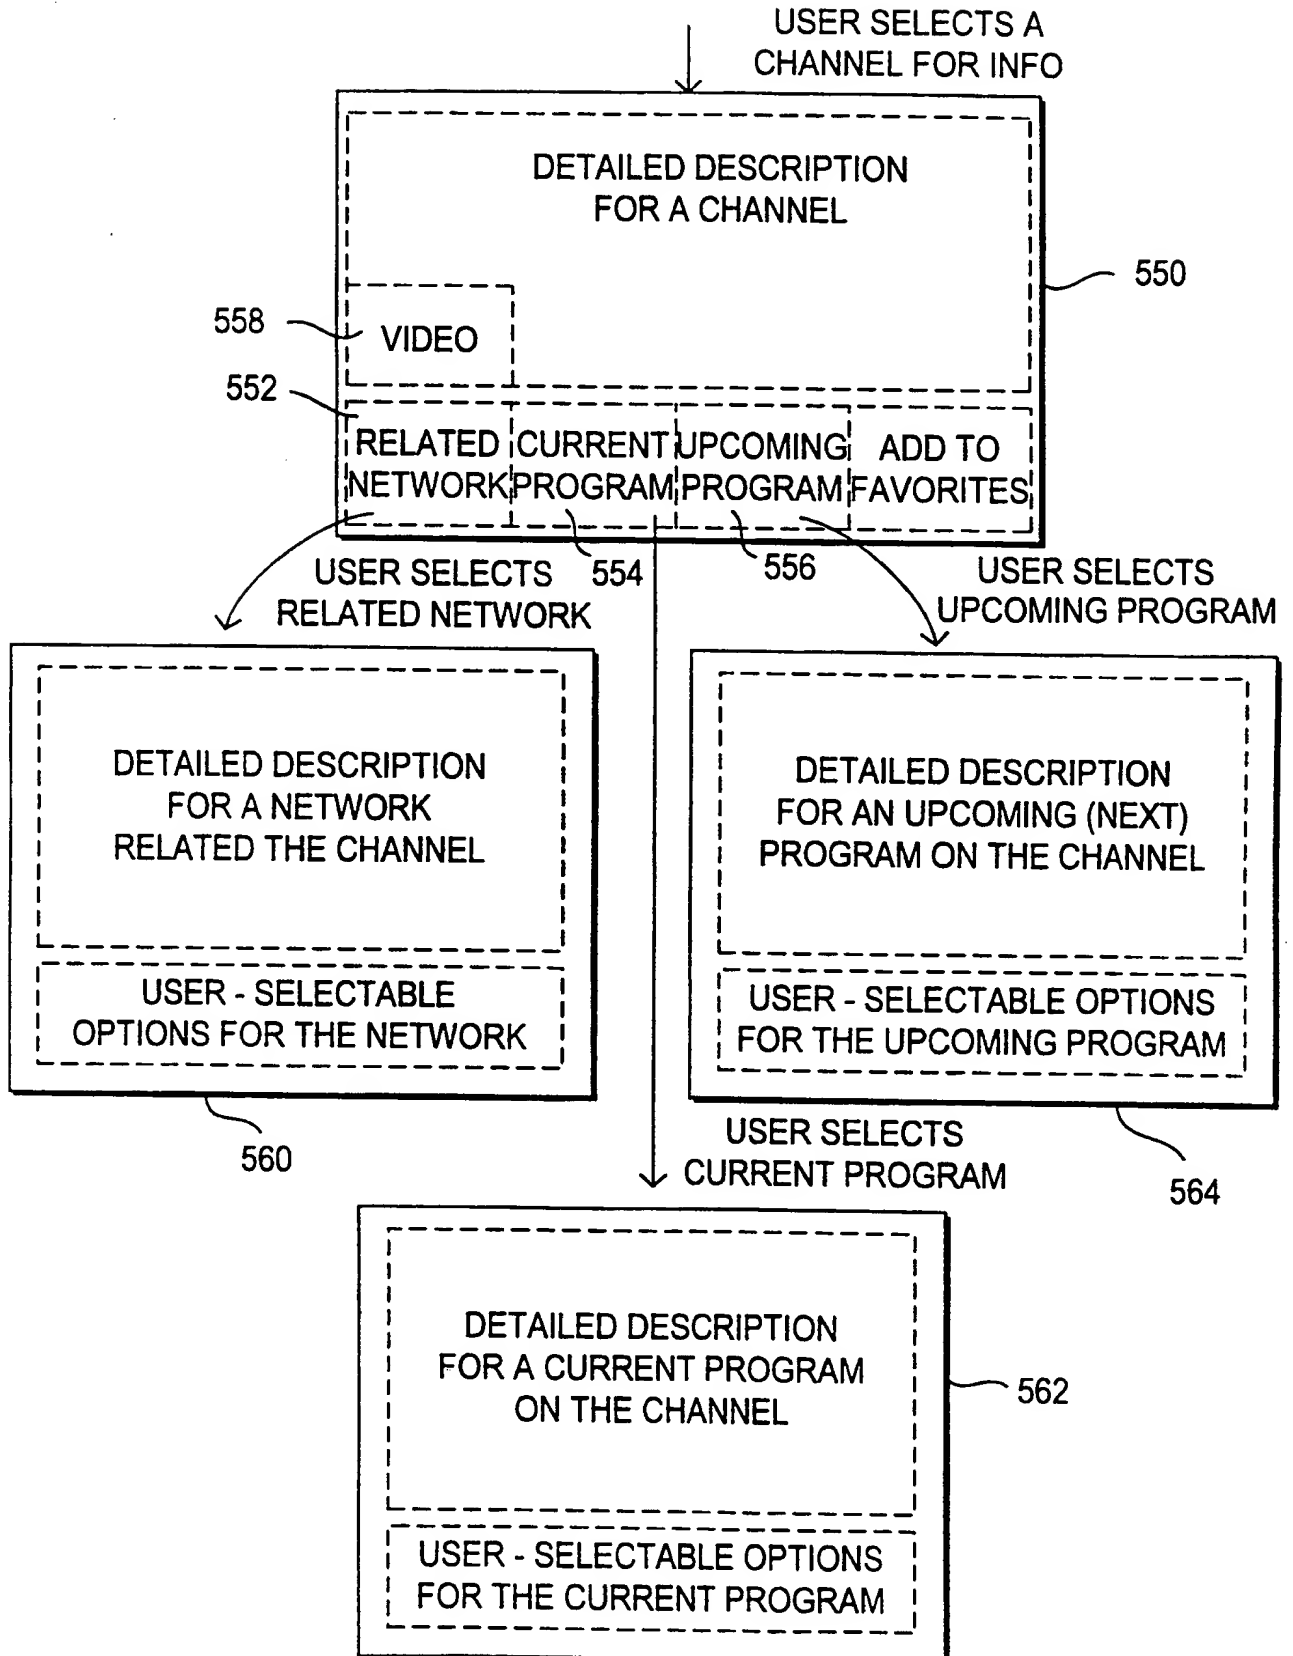 USER SELECTS A
CHANNEL FOR INFO
DETAILED DESCRIPTION
FOR A CHANNEL
550
558
VIDEO
552
RELATED
NETWORK
CURRENT
PROGRAM
UPCOMING
PROGRAM
ADD TO
FAVORITES
554
556
USER SELECTS
RELATED NETWORK
USER SELECTS
UPCOMING PROGRAM
DETAILED DESCRIPTION
FOR A NETWORK
RELATED THE CHANNEL
USER - SELECTABLE
OPTIONS FOR THE NETWORK
560
DETAILED DESCRIPTION
FOR AN UPCOMING (NEXT)
PROGRAM ON THE CHANNEL
USER - SELECTABLE OPTIONS
FOR THE UPCOMING PROGRAM
564
USER SELECTS
CURRENT PROGRAM
DETAILED DESCRIPTION
FOR A CURRENT PROGRAM
ON THE CHANNEL
562
USER - SELECTABLE OPTIONS
FOR THE CURRENT PROGRAM